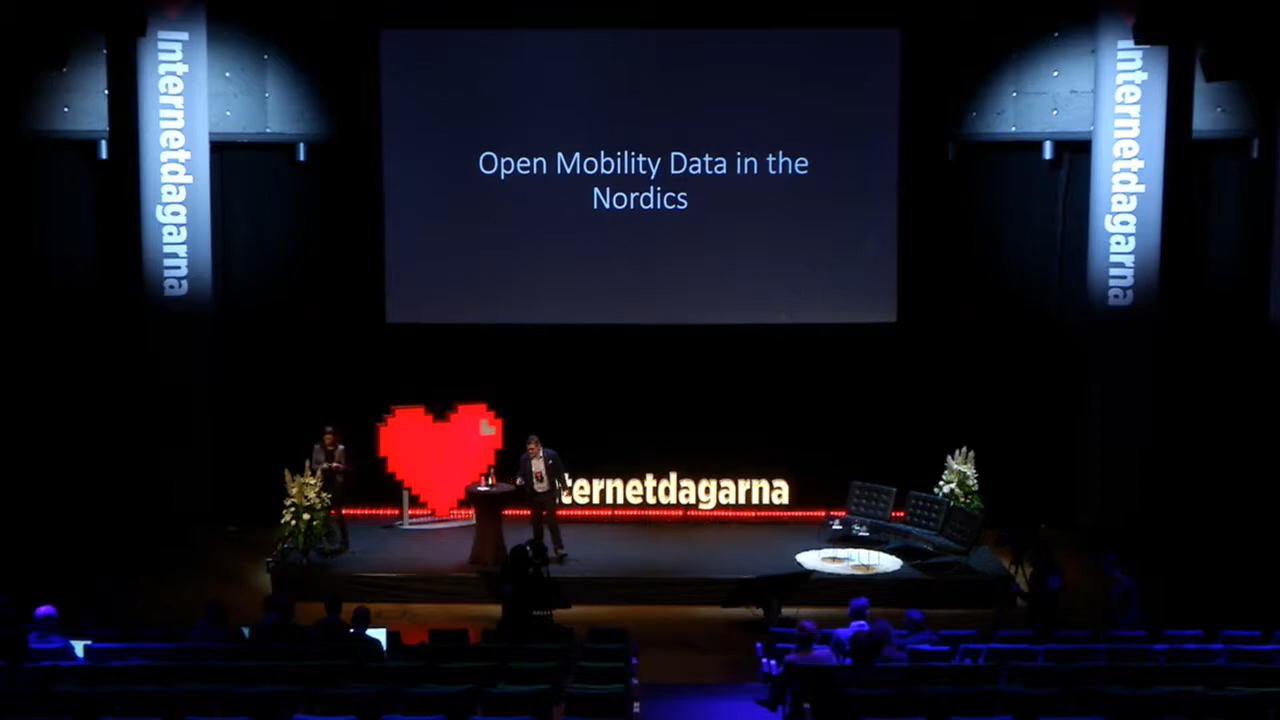 Internetdagarna
Open Mobility Data in the
Nordics
Internetdagarna
ternetdagarna